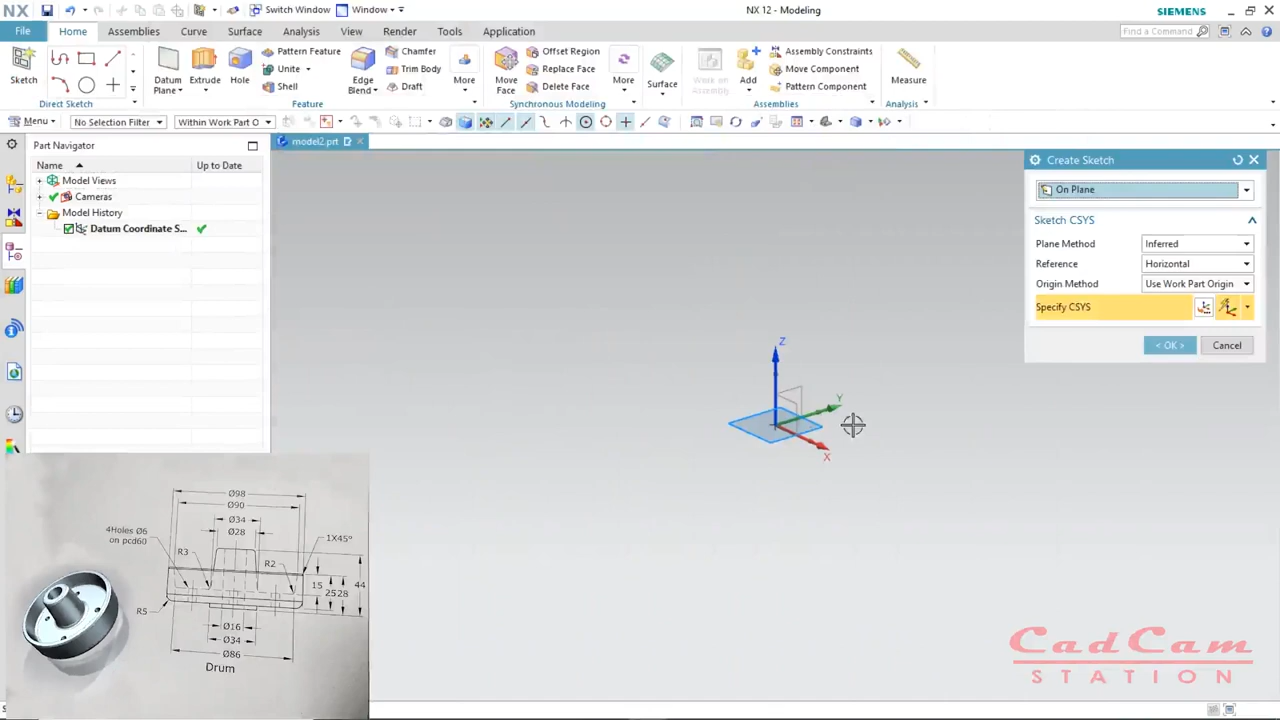 NX
Switch Window
Window
NX 12 - Modeling
SIEMENS
File
Home
Assemblies
Curve
Surface
Analysis
View
Render
Tools
Application
Find a Command
Sketch
Direct Sketch
Datum
Plane
Extrude
Hole
Pattern Feature
Unite
Shell
Edge
Blend
Chamfer
Trim Body
Draft
More
Feature
Move
Face
Offset Region
Replace Face
Delete Face
More
Synchronous Modeling
Surface
Work on
Assembly
Add
Assembly Constraints
Move Component
Pattern Component
Assemblies
Measure
Analysis
Menu
No Selection Filter
Within Work Part O
Part Navigator
Name
Up to Date
Model Views
Cameras
Model History
Datum Coordinate S...
model2.prt
Create Sketch
On Plane
Sketch CSYS
Plane Method
Inferred
Reference
Horizontal
Origin Method
Use Work Part Origin
Specify CSYS
< OK >
Cancel
Z
Y
X
Ø98
Ø90
Ø34
Ø28
4Holes Ø6
on pcd60
R3
R2
1X45°
15
25
28
44
R5
Ø16
Ø34
Ø86
Drum
CadCam
STATION